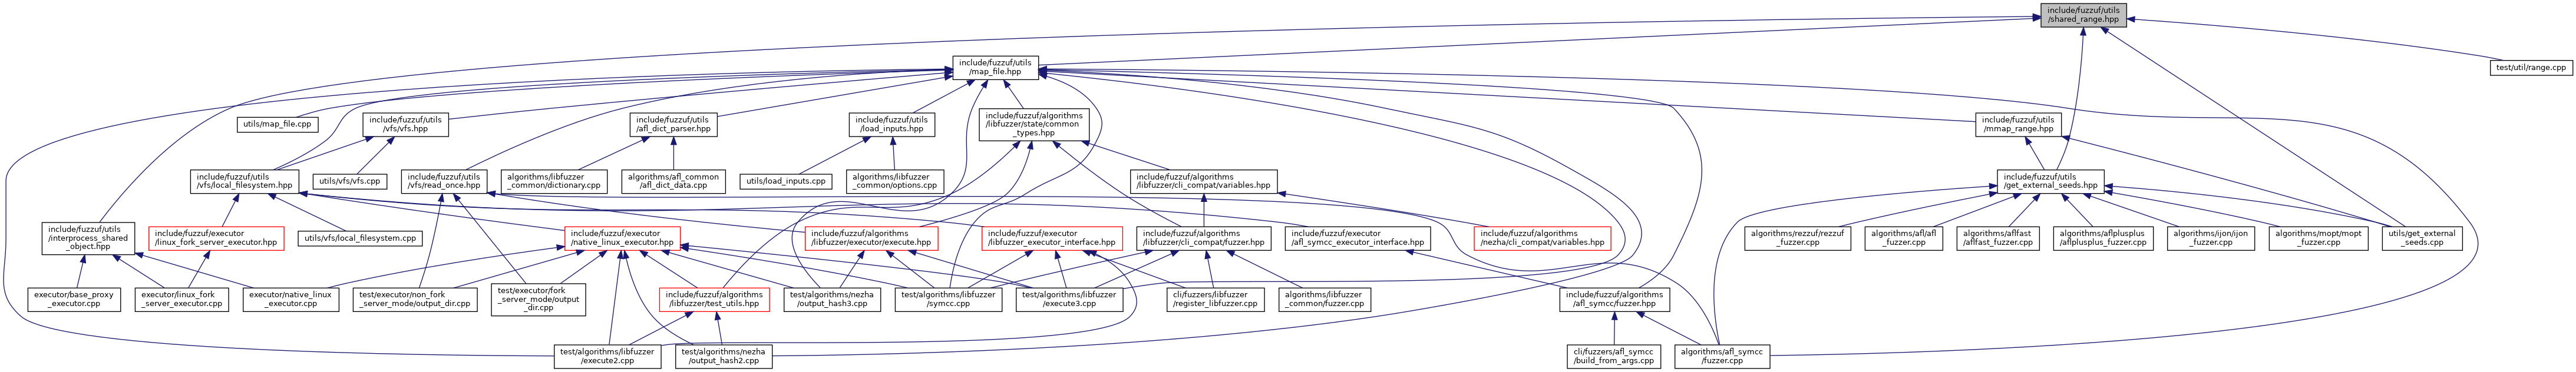 include/fuzzuf/utils
/shared_range.hpp
include/fuzzuf/utils
/map_file.hpp
test/util/range.cpp
utils/map_file.cpp
include/fuzzuf/utils
/vfs/vfs.hpp
include/fuzzuf/utils
/afl_dict_parser.hpp
include/fuzzuf/utils
/load_inputs.hpp
include/fuzzuf/algorithms
/libfuzzer/state/common
_types.hpp
include/fuzzuf/utils
/mmap_range.hpp
include/fuzzuf/utils
/vfs/local_filesystem.hpp
utils/vfs/vfs.cpp
include/fuzzuf/utils
/vfs/read_once.hpp
algorithms/libfuzzer
_common/dictionary.cpp
algorithms/afl_common
/afl_dict_data.cpp
utils/load_inputs.cpp
algorithms/libfuzzer
_common/options.cpp
include/fuzzuf/algorithms
/libfuzzer/cli_compat/variables.hpp
include/fuzzuf/utils
/get_external_seeds.hpp
include/fuzzuf/utils
/interprocess_shared
_object.hpp
include/fuzzuf/executor
/linux_fork_server_executor.hpp
utils/vfs/local_filesystem.cpp
include/fuzzuf/executor
/native_linux_executor.hpp
include/fuzzuf/algorithms
/libfuzzer/executor/execute.hpp
include/fuzzuf/executor
/libfuzzer_executor_interface.hpp
include/fuzzuf/algorithms
/libfuzzer/cli_compat/fuzzer.hpp
include/fuzzuf/executor
/afl_symcc_executor_interface.hpp
include/fuzzuf/algorithms
/nezha/cli_compat/variables.hpp
algorithms/rezzuf/rezzuf
_fuzzer.cpp
algorithms/afl/afl
_fuzzer.cpp
algorithms/aflfast
/aflfast_fuzzer.cpp
algorithms/aflplusplus
/aflplusplus_fuzzer.cpp
algorithms/ijon/ijon
_fuzzer.cpp
algorithms/mopt/mopt
_fuzzer.cpp
utils/get_external
_seeds.cpp
executor/base_proxy
_executor.cpp
executor/linux_fork
_server_executor.cpp
executor/native_linux
_executor.cpp
test/executor/non_fork
_server_mode/output_dir.cpp
test/executor/fork
_server_mode/output
_dir.cpp
include/fuzzuf/algorithms
/libfuzzer/test_utils.hpp
test/algorithms/nezha
/output_hash3.cpp
test/algorithms/libfuzzer
/symcc.cpp
test/algorithms/libfuzzer
/execute3.cpp
cli/fuzzers/libfuzzer
/register_libfuzzer.cpp
algorithms/libfuzzer
_common/fuzzer.cpp
include/fuzzuf/algorithms
/afl_symcc/fuzzer.hpp
test/algorithms/libfuzzer
/execute2.cpp
test/algorithms/nezha
/output_hash2.cpp
cli/fuzzers/afl_symcc
/build_from_args.cpp
algorithms/afl_symcc
/fuzzer.cpp